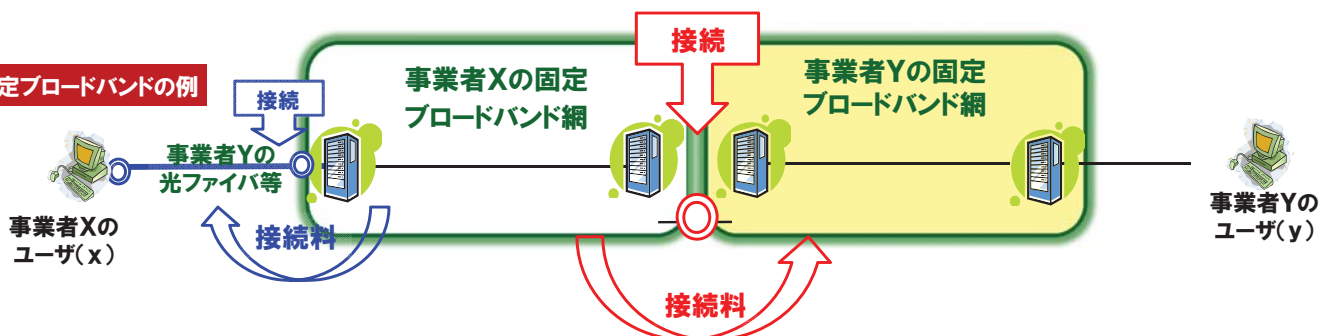 接続
定ブロードバンドの例
接続
事業者Xの固定
ブロードバンド網
事業者Yの固定
ブロードバンド網
事業者Yの
光ファイバ等
事業者Xの
ユーザ(x)
接続料
接続料
事業者Yの
ユーザ(y)